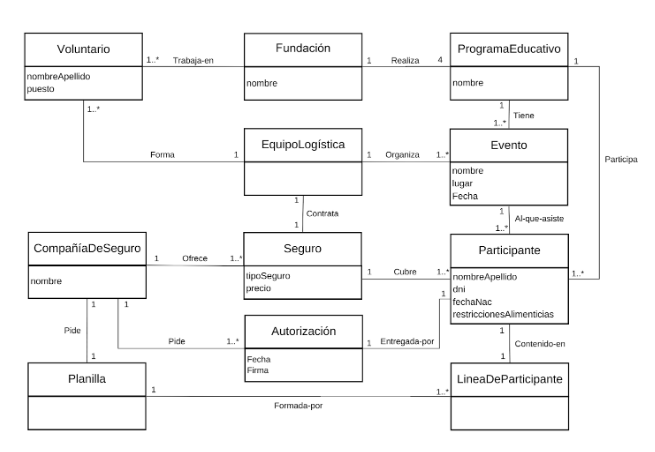 Voluntario
nombreApellido
puesto
1..*
Trabaja-en
Fundación
nombre
1
Realiza
4
ProgramaEducativo
nombre
1
1..*
1
Tiene
1..*
Participa
Forma
1
EquipoLogística
1
Organiza
1..*
Evento
nombre
lugar
Fecha
1
Contrata
1
1
Al-que-asiste
1..*
CompañíaDeSeguro
nombre
1
Ofrece
1..*
Seguro
tipoSeguro
precio
1
Cubre
1..*
Participante
nombreApellido
dni
fechaNac
restriccionesAlimenticias
1..*
1
1
1
Pide
1
Pide
1..*
Autorización
Fecha
Firma
1
Entregada-por
1
Contenido-en
1
Planilla
1
Formada-por
1..*
LineaDeParticipante